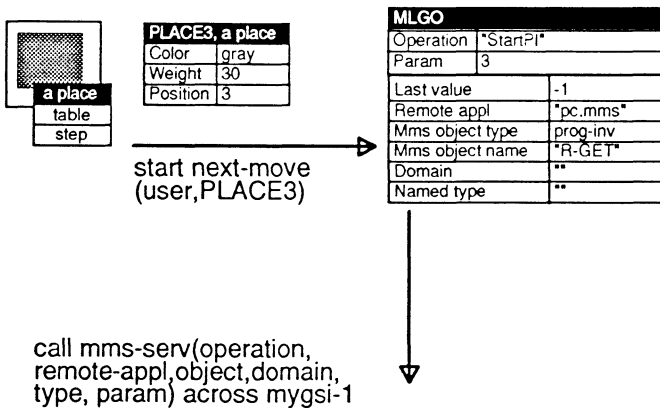 a place
table
step
PLACE3, a place
Color gray
Weight 30
Position 3
start next-move
(user,PLACE3)
MLGO
Operation "StartPI"
Param 3
Last value -1
Remote appl "pc.mms"
Mms object type prog-inv
Mms object name "R-GET"
Domain ""
Named type ""
call mms-serv(operation,
remote-appl,object,domain,
type, param) across mygsi-1